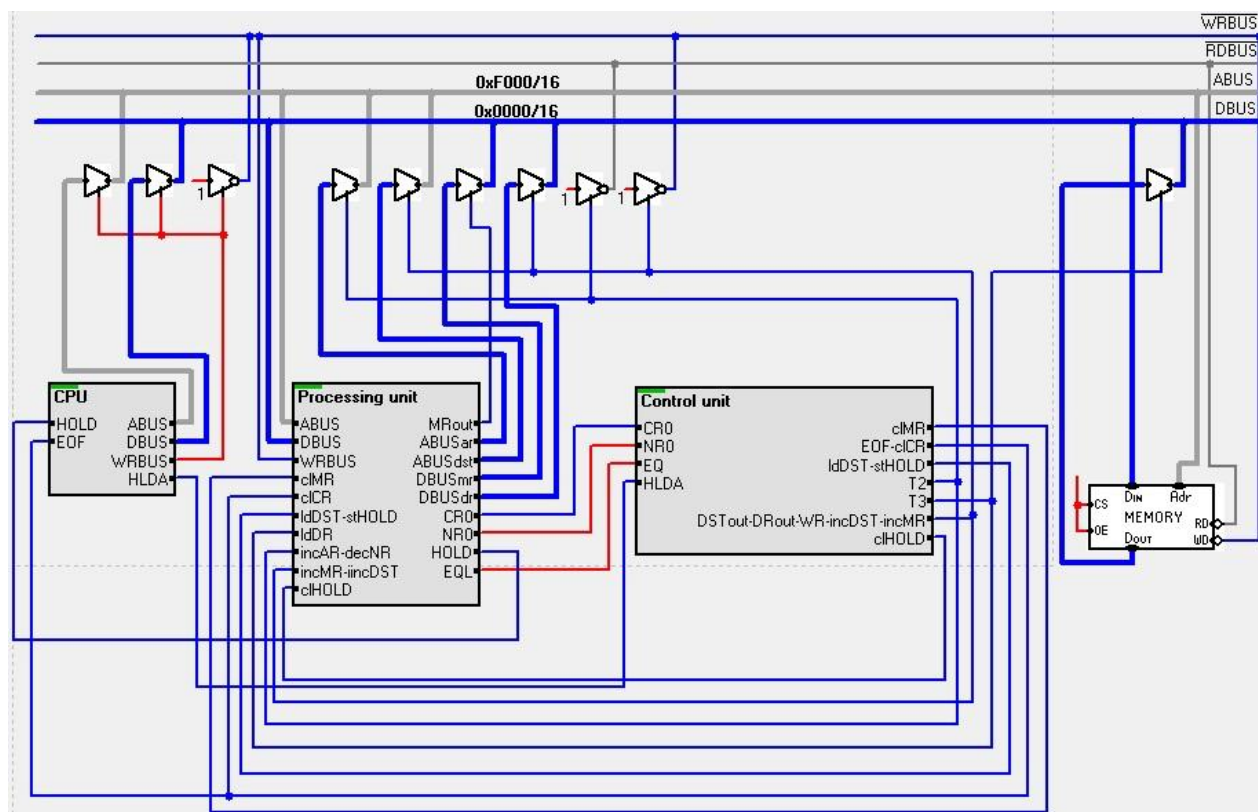 WRBUS
RDBUS
0xF000/16
ABUS
0x0000/16
DBUS
1
1
1
CPU
HOLD
EOF
ABUS
DBUS
WRBUS
HLDA
Processing unit
ABUS
DBUS
WRBUS
clMR
clCR
ldDST-stHOLD
ldDR
incAR-decNR
incMR-iincDST
clHOLD
MRout
ABUSar
ABUSdst
DBUSmr
DBUSdr
CR0
NR0
HOLD
EQL
Control unit
CR0
NR0
EQ
HLDA
clMR
EOF-clCR
ldDST-stHOLD
T2
T3
DSTout-DRout-WR-incDST-incMR
clHOLD
DIN Adr
CS
MEMORY
RD
OE
DOUT
WD